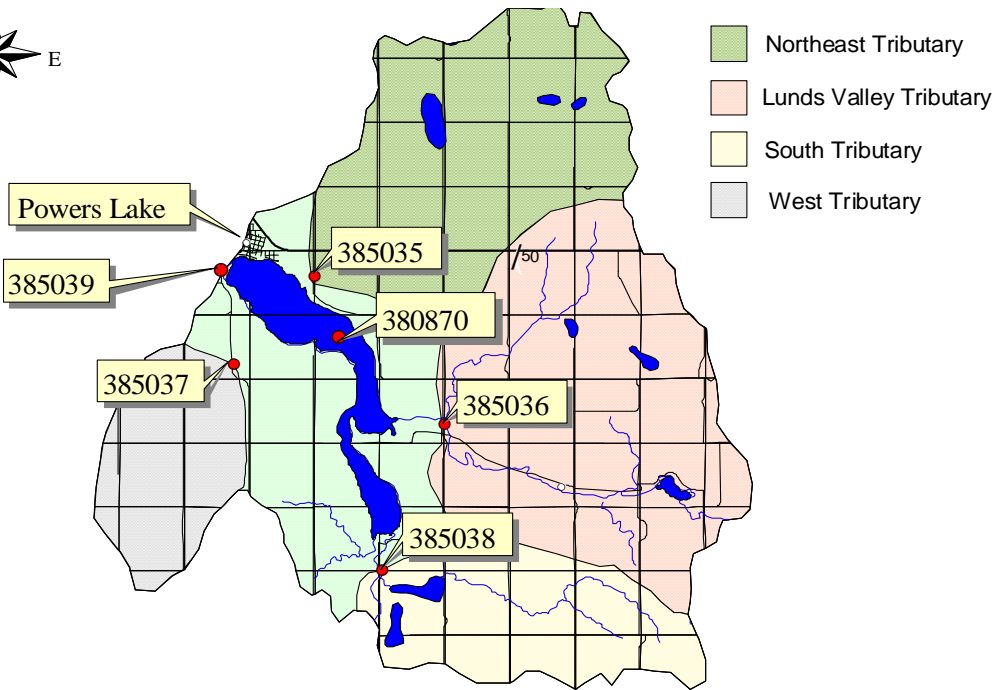 E
Northeast Tributary
Lunds Valley Tributary
South Tributary
West Tributary
Powers Lake
385035
50
385039
380870
385037
385036
385038